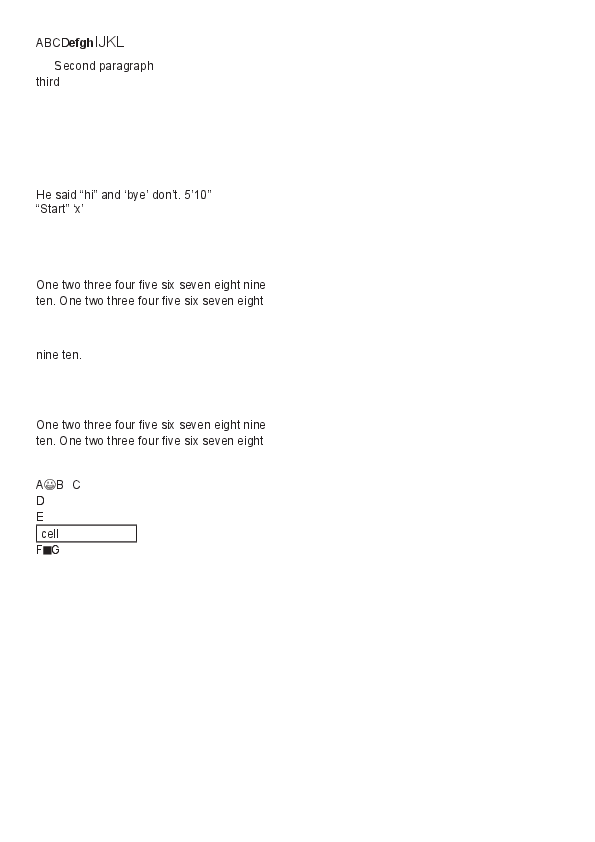 ABCDefghIJKL
Second paragraph
third
He said “hi” and ‘bye’ don’t. 5’10”
“Start” ‘x’
One two three four five six seven eight nine
ten. One two three four five six seven eight
nine ten.
One two three four five six seven eight nine
ten. One two three four five six seven eight
A😀B C
D
E
cell
F■G